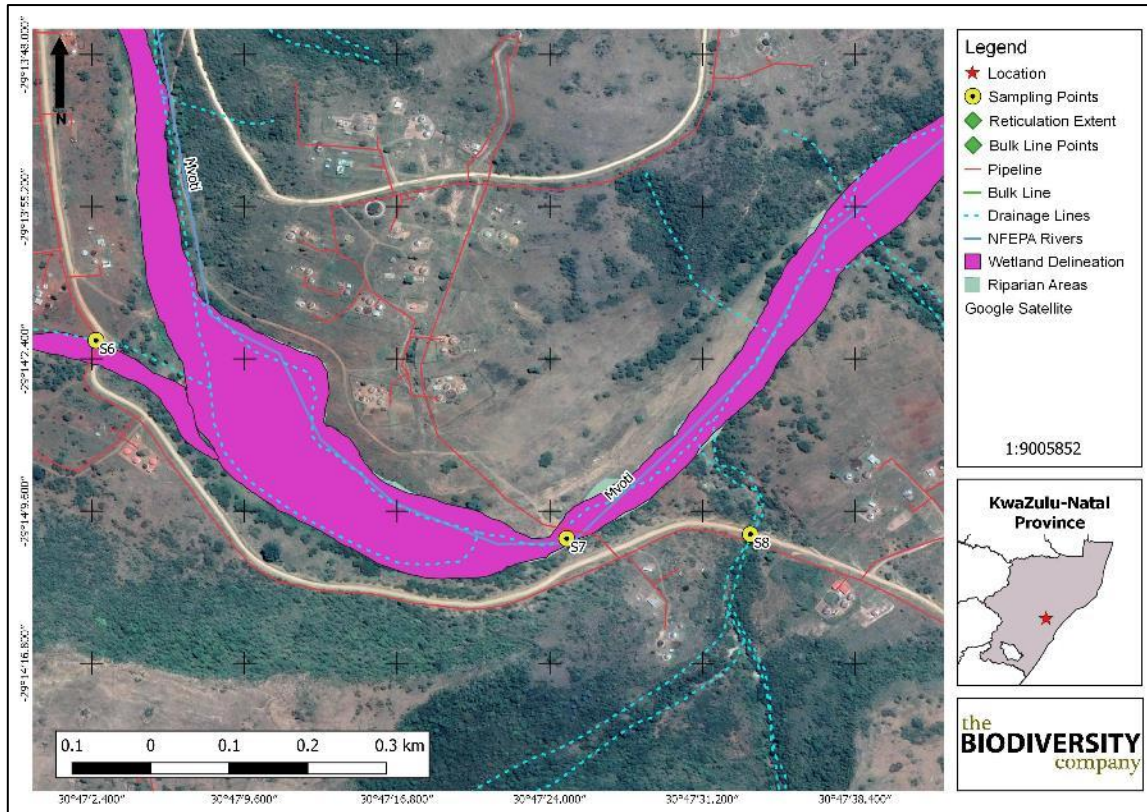 -29°13'48.000"
-29°13'55.200"
-29°14'2.400"
-29°14'9.600"
-29°14'16.800"
N
Mvoti
S6
Mvoti
S7
S8
0.1 0 0.1 0.2 0.3 km
30°47'2.400" 30°47'9.600" 30°47'16.800" 30°47'24.000" 30°47'31.200" 30°47'38.400"
Legend
Location
Sampling Points
Reticulation Extent
Bulk Line Points
Pipeline
Bulk Line
Drainage Lines
NFEPA Rivers
Wetland Delineation
Riparian Areas
Google Satellite
1:9005852
KwaZulu-Natal
Province
the
BIODIVERSITY
company